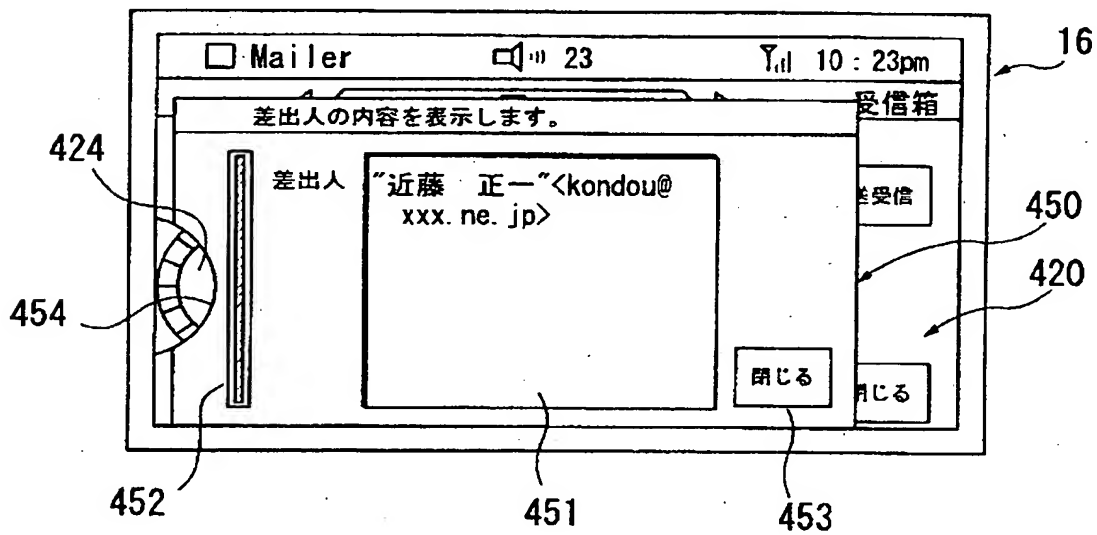 Mailer 23 10:23pm
受信箱
差出人の内容を表示します。
差出人 "近藤 正一"<kondou@
xxx.ne.jp>
受信
閉じる
じる
16
424
454
450
420
452
451
453